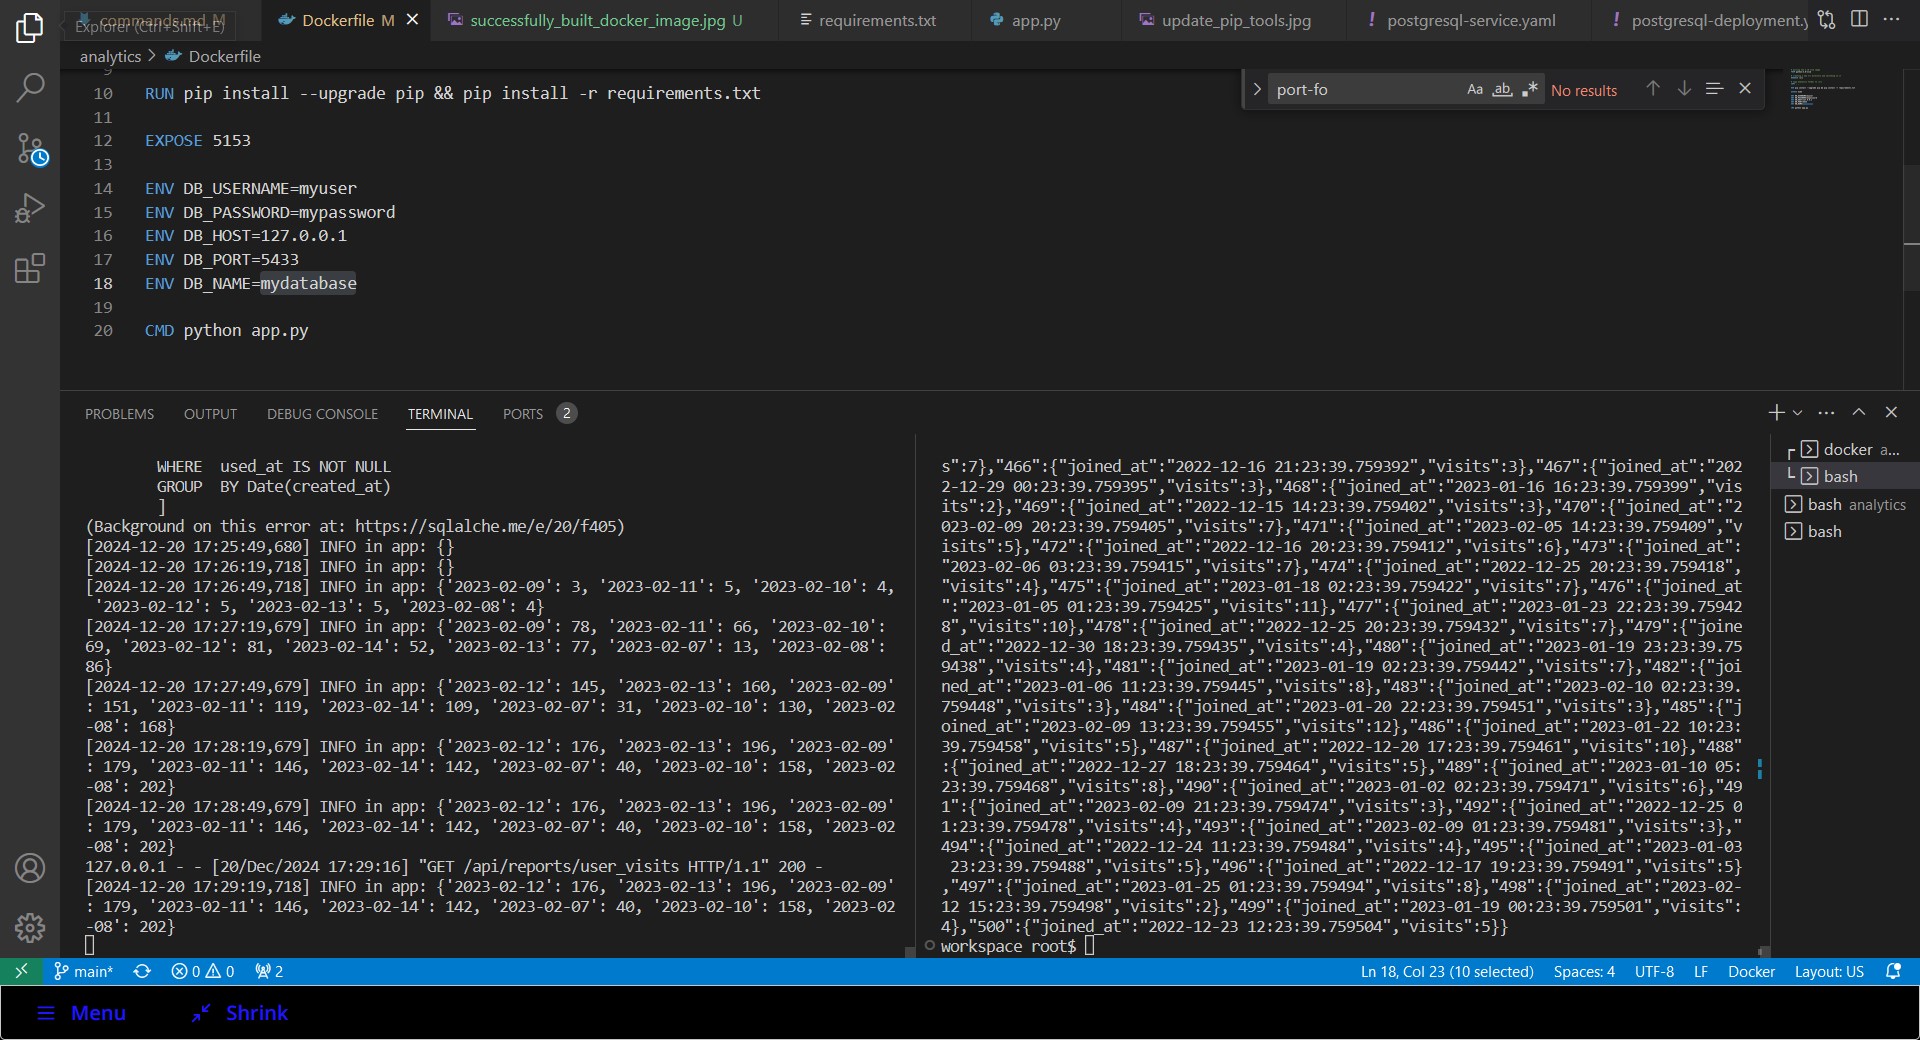 commands.md M
Explorer (Ctrl+Shift+E)
Dockerfile M
successfully_built_docker_image.jpg U
requirements.txt
app.py
update_pip_tools.jpg
! postgresql-service.yaml
! postgresql-deployment.y
analytics > Dockerfile
port-fo
Aa ab No results
9
10 RUN pip install --upgrade pip && pip install -r requirements.txt
11
12 EXPOSE 5153
13
14 ENV DB_USERNAME=myuser
15 ENV DB_PASSWORD=mypassword
16 ENV DB_HOST=127.0.0.1
17 ENV DB_PORT=5433
18 ENV DB_NAME=mydatabase
19
20 CMD python app.py
PROBLEMS OUTPUT DEBUG CONSOLE TERMINAL PORTS 2
WHERE  used_at IS NOT NULL
GROUP  BY Date(created_at)
]
(Background on this error at: https://sqlalche.me/e/20/f405)
[2024-12-20 17:25:49,680] INFO in app: {}
[2024-12-20 17:26:19,718] INFO in app: {}
[2024-12-20 17:26:49,718] INFO in app: {'2023-02-09': 3, '2023-02-11': 5, '2023-02-10': 4,
'2023-02-12': 5, '2023-02-13': 5, '2023-02-08': 4}
[2024-12-20 17:27:19,679] INFO in app: {'2023-02-09': 78, '2023-02-11': 66, '2023-02-10':
69, '2023-02-12': 81, '2023-02-14': 52, '2023-02-13': 77, '2023-02-07': 13, '2023-02-08':
86}
[2024-12-20 17:27:49,679] INFO in app: {'2023-02-12': 145, '2023-02-13': 160, '2023-02-09'
: 151, '2023-02-11': 119, '2023-02-14': 109, '2023-02-07': 31, '2023-02-10': 130, '2023-02
-08': 168}
[2024-12-20 17:28:19,679] INFO in app: {'2023-02-12': 176, '2023-02-13': 196, '2023-02-09'
: 179, '2023-02-11': 146, '2023-02-14': 142, '2023-02-07': 40, '2023-02-10': 158, '2023-02
-08': 202}
[2024-12-20 17:28:49,679] INFO in app: {'2023-02-12': 176, '2023-02-13': 196, '2023-02-09'
: 179, '2023-02-11': 146, '2023-02-14': 142, '2023-02-07': 40, '2023-02-10': 158, '2023-02
-08': 202}
127.0.0.1 - - [20/Dec/2024 17:29:16] "GET /api/reports/user_visits HTTP/1.1" 200 -
[2024-12-20 17:29:19,718] INFO in app: {'2023-02-12': 176, '2023-02-13': 196, '2023-02-09'
: 179, '2023-02-11': 146, '2023-02-14': 142, '2023-02-07': 40, '2023-02-10': 158, '2023-02
-08': 202}
s":7},"466":{"joined_at":"2022-12-16 21:23:39.759392","visits":3},"467":{"joined_at":"202
2-12-29 00:23:39.759395","visits":3},"468":{"joined_at":"2023-01-16 16:23:39.759399","vis
its":2},"469":{"joined_at":"2022-12-15 14:23:39.759402","visits":3},"470":{"joined_at":"2
023-02-09 20:23:39.759405","visits":7},"471":{"joined_at":"2023-02-05 14:23:39.759409","v
isits":5},"472":{"joined_at":"2022-12-16 20:23:39.759412","visits":6},"473":{"joined_at":
"2023-02-06 03:23:39.759415","visits":7},"474":{"joined_at":"2022-12-25 20:23:39.759418",
"visits":4},"475":{"joined_at":"2023-01-18 02:23:39.759422","visits":7},"476":{"joined_at
":"2023-01-05 01:23:39.759425","visits":11},"477":{"joined_at":"2023-01-23 22:23:39.75942
8","visits":10},"478":{"joined_at":"2022-12-25 20:23:39.759432","visits":7},"479":{"joine
d_at":"2022-12-30 18:23:39.759435","visits":4},"480":{"joined_at":"2023-01-19 23:23:39.75
9438","visits":4},"481":{"joined_at":"2023-01-19 02:23:39.759442","visits":7},"482":{"joi
ned_at":"2023-01-06 11:23:39.759445","visits":8},"483":{"joined_at":"2023-02-10 02:23:39.
759448","visits":3},"484":{"joined_at":"2023-01-20 22:23:39.759451","visits":3},"485":{"j
oined_at":"2023-02-09 13:23:39.759455","visits":12},"486":{"joined_at":"2023-01-22 10:23:
39.759458","visits":5},"487":{"joined_at":"2022-12-20 17:23:39.759461","visits":10},"488"
:{"joined_at":"2022-12-27 18:23:39.759464","visits":5},"489":{"joined_at":"2023-01-10 05:
23:39.759468","visits":8},"490":{"joined_at":"2023-01-02 02:23:39.759471","visits":6},"49
1":{"joined_at":"2023-02-09 21:23:39.759474","visits":3},"492":{"joined_at":"2022-12-25 0
1:23:39.759478","visits":4},"493":{"joined_at":"2023-02-09 01:23:39.759481","visits":3},"
494":{"joined_at":"2022-12-24 11:23:39.759484","visits":4},"495":{"joined_at":"2023-01-03
23:23:39.759488","visits":5},"496":{"joined_at":"2022-12-17 19:23:39.759491","visits":5}
,"497":{"joined_at":"2023-01-25 01:23:39.759494","visits":8},"498":{"joined_at":"2023-02-
12 15:23:39.759498","visits":2},"499":{"joined_at":"2023-01-19 00:23:39.759501","visits":
4},"500":{"joined_at":"2022-12-23 12:23:39.759504","visits":5}}
workspace root$
docker a...
bash
bash analytics
bash
main* 0 0 2
Ln 18, Col 23 (10 selected) Spaces: 4 UTF-8 LF Docker Layout: US
Menu Shrink